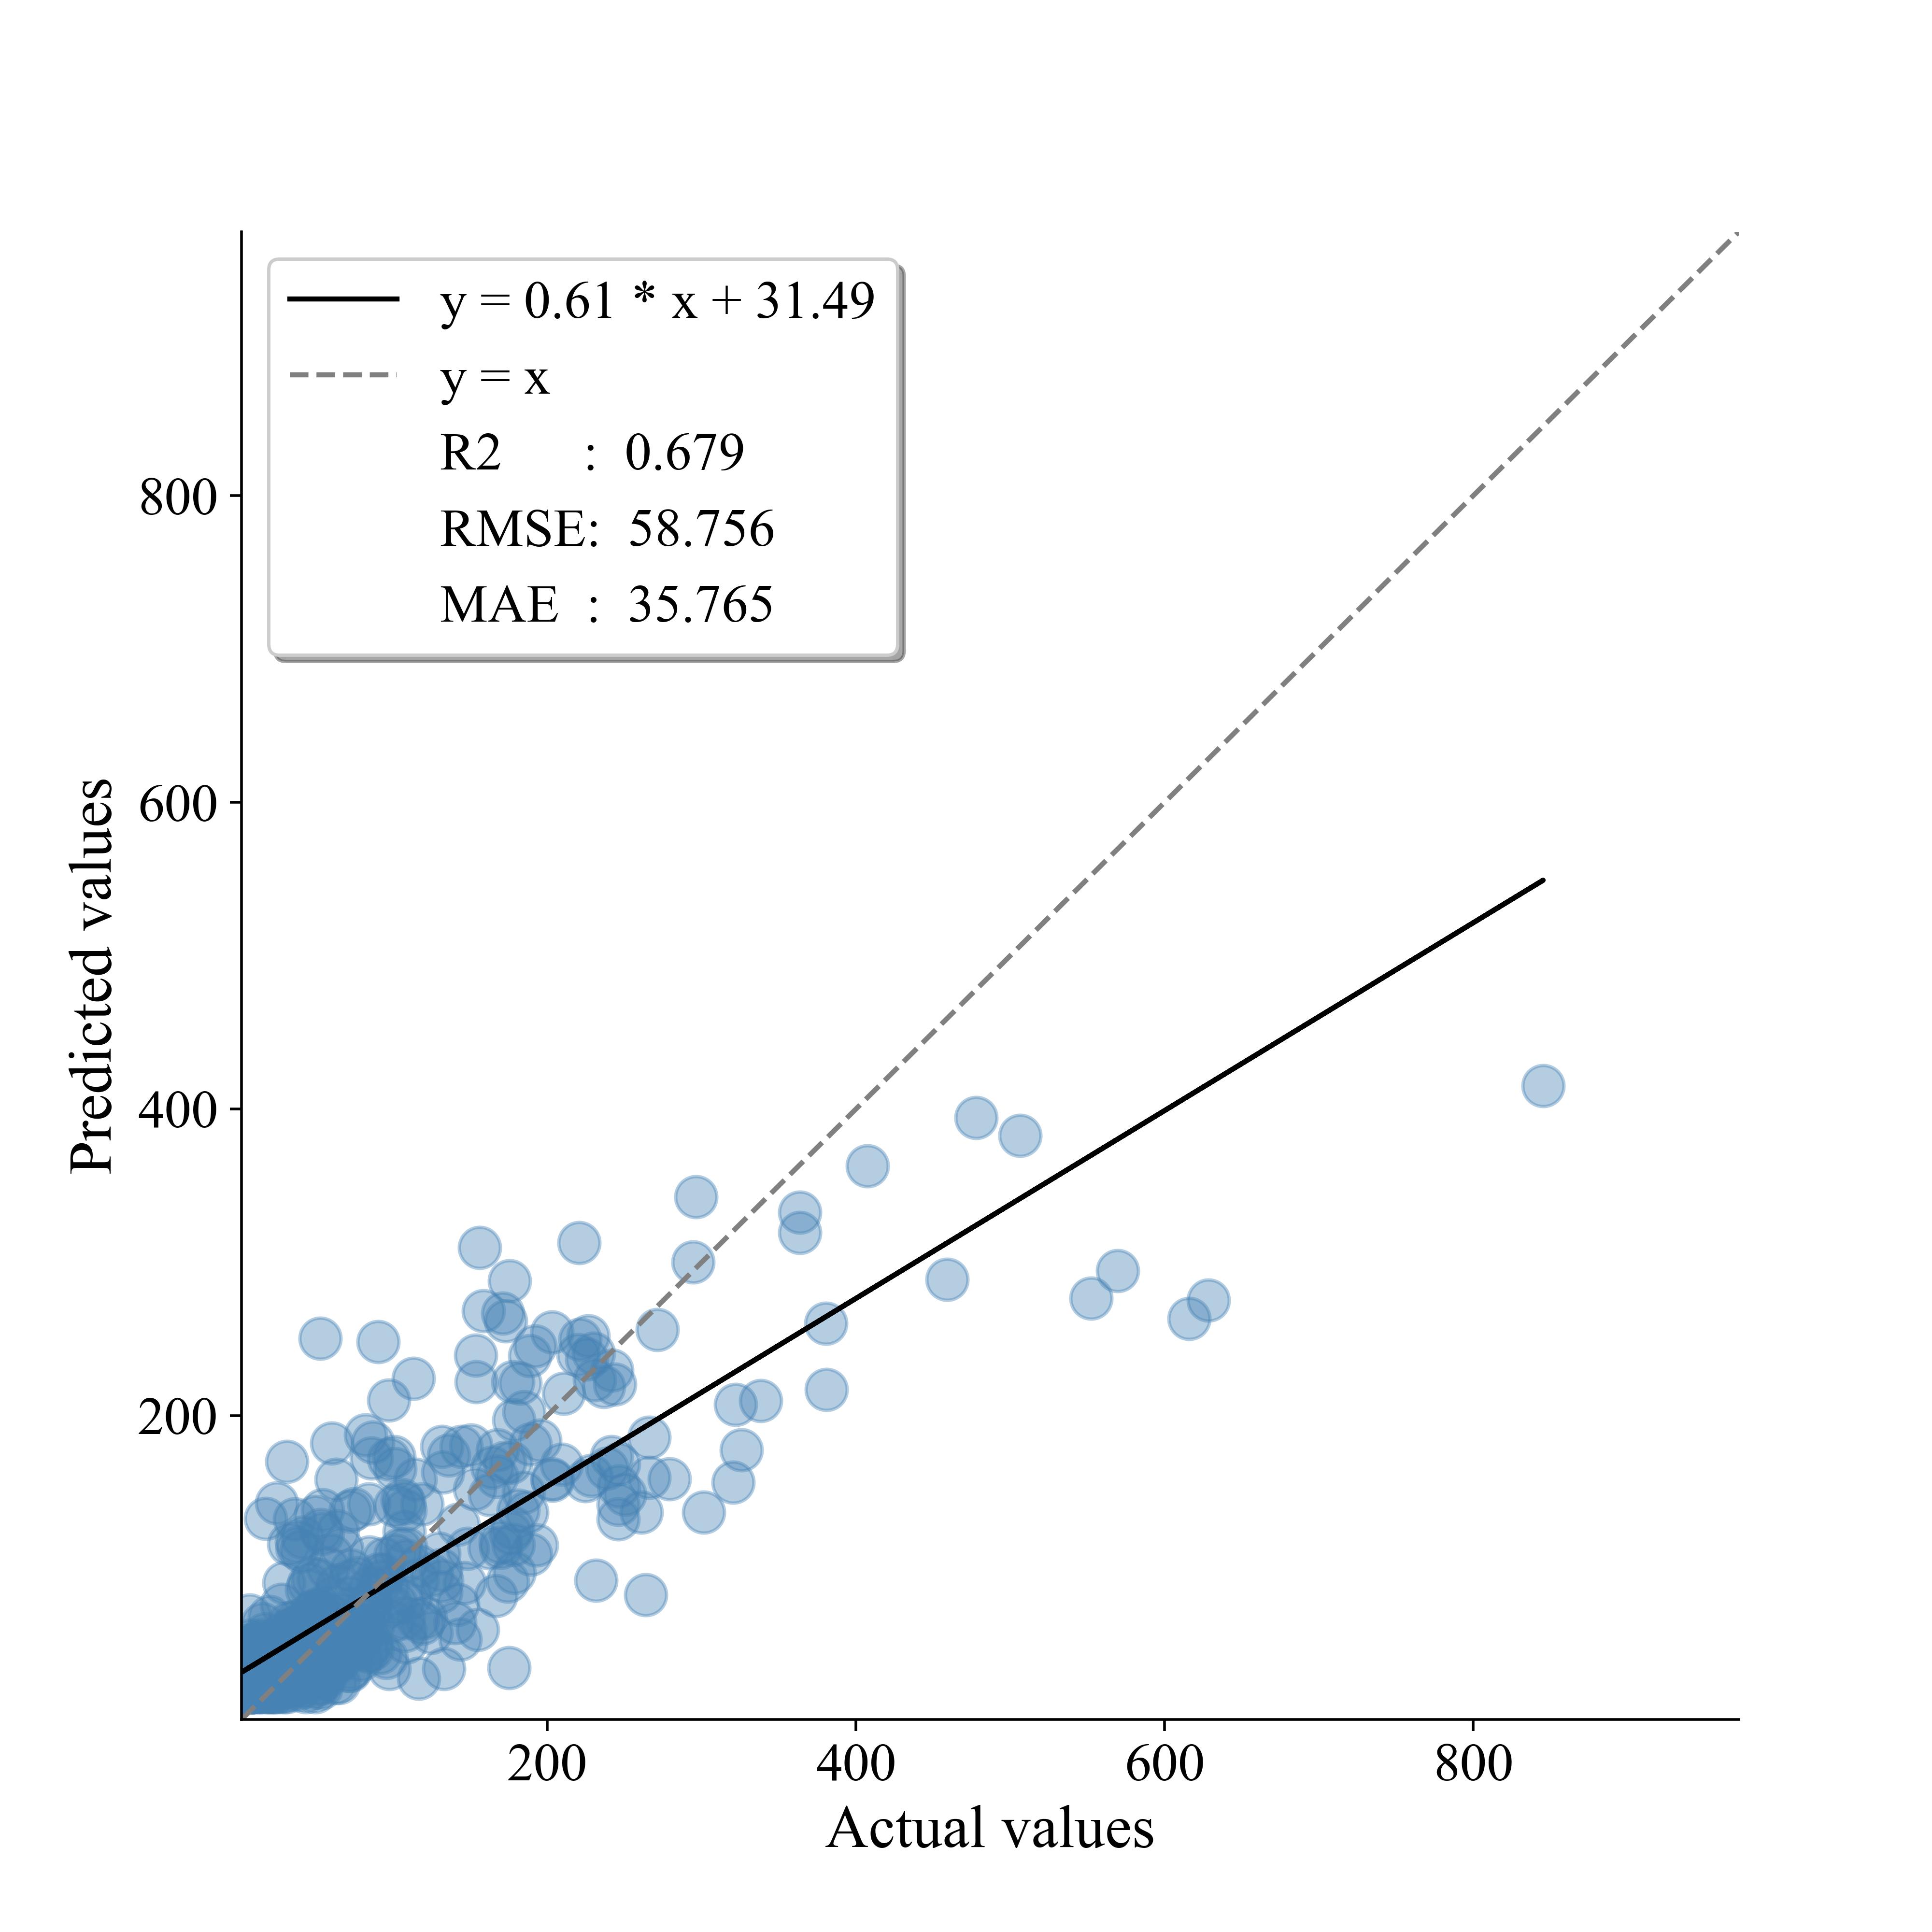 y = 0.61 * x + 31.49
y = x
R2 : 0.679
RMSE: 58.756
MAE : 35.765
800
600
400
200
Predicted values
200 400 600 800
Actual values